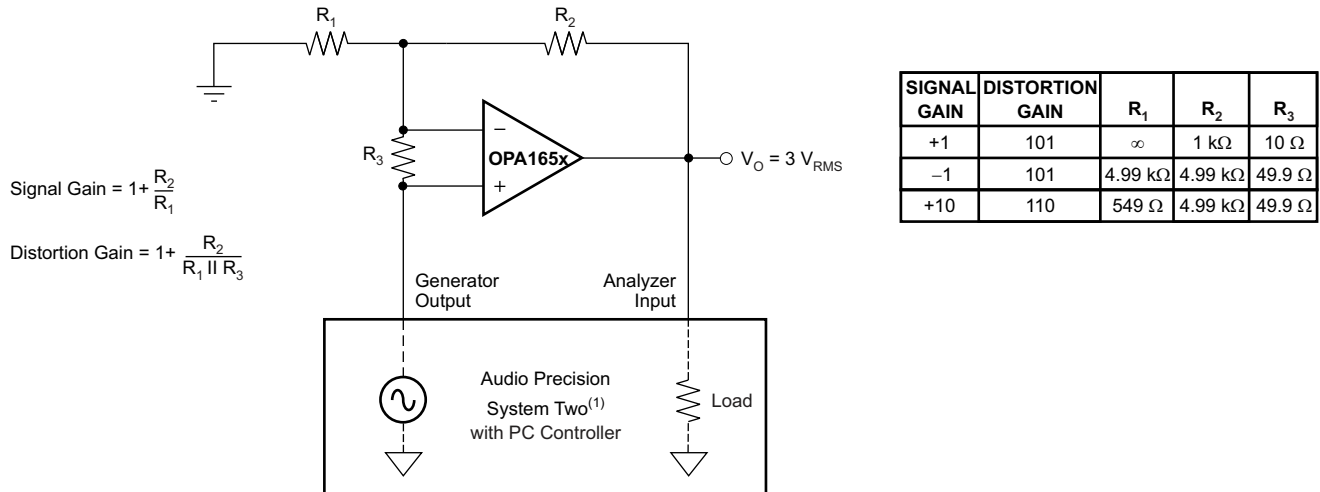 R1
R2
R3
−
OPA165x
+
VO = 3 VRMS
Signal Gain = 1+ R2
R1
Distortion Gain = 1+ R2
R1 II R3
Generator
Output
Analyzer
Input
Audio Precision
System Two(1)
with PC Controller
Load
SIGNAL GAIN DISTORTION GAIN R1 R2 R3
+1 101 ∞ 1 kΩ 10 Ω
−1 101 4.99 kΩ 4.99 kΩ 49.9 Ω
+10 110 549 Ω 4.99 kΩ 49.9 Ω